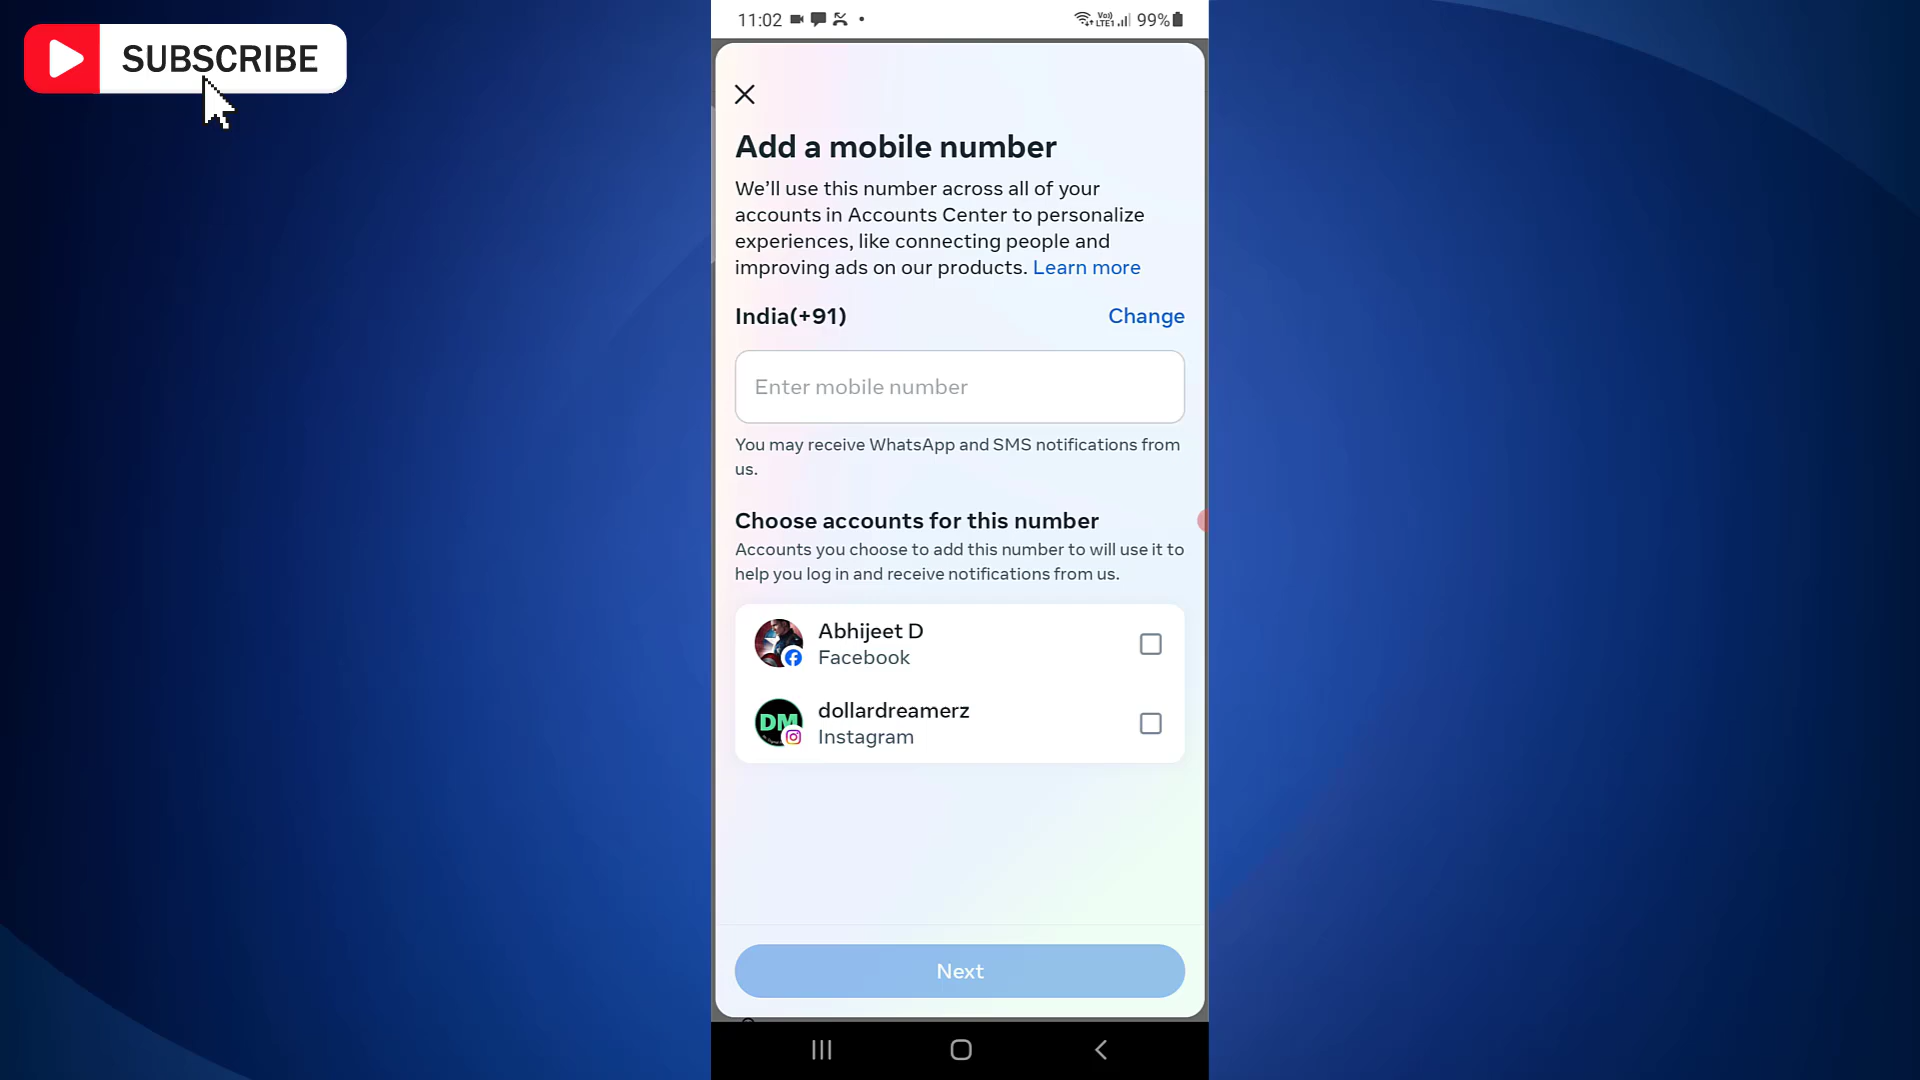 SUBSCRIBE
11:02
Vo)) LTE1 99%
Add a mobile number
We'll use this number across all of your
accounts in Accounts Center to personalize
experiences, like connecting people and
improving ads on our products. Learn more
India(+91) Change
Enter mobile number
You may receive WhatsApp and SMS notifications from
us.
Choose accounts for this number
Accounts you choose to add this number to will use it to
help you log in and receive notifications from us.
Abhijeet D
Facebook
DM
dollardreamerz
Instagram
Next